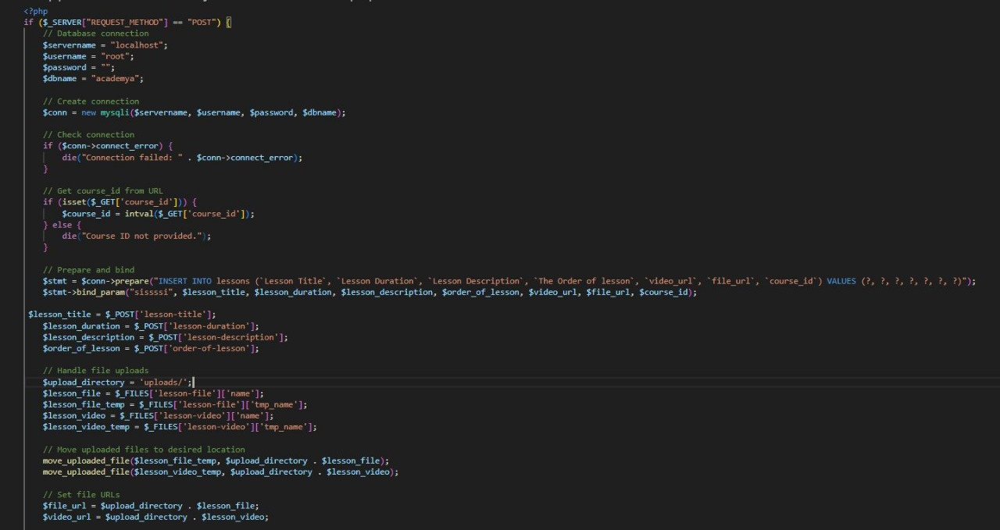 <?php
if ($_SERVER["REQUEST_METHOD"] == "POST") {
    // Database connection
    $servername = "localhost";
    $username = "root";
    $password = "";
    $dbname = "academya";

    // Create connection
    $conn = new mysqli($servername, $username, $password, $dbname);

    // Check connection
    if ($conn->connect_error) {
        die("Connection failed: " . $conn->connect_error);
    }

    // Get course_id from URL
    if (isset($_GET['course_id'])) {
        $course_id = intval($_GET['course_id']);
    } else {
        die("Course ID not provided.");
    }

    // Prepare and bind
    $stmt = $conn->prepare("INSERT INTO lessons (`Lesson Title`, `Lesson Duration`, `Lesson Description`, `The Order of lesson`, `video_url`, `file_url`, `course_id`) VALUES (?, ?, ?, ?, ?, ?, ?)");
    $stmt->bind_param("sissssi", $lesson_title, $lesson_duration, $lesson_description, $order_of_lesson, $video_url, $file_url, $course_id);

 $lesson_title = $_POST['lesson-title'];
    $lesson_duration = $_POST['lesson-duration'];
    $lesson_description = $_POST['lesson-description'];
    $order_of_lesson = $_POST['order-of-lesson'];

    // Handle file uploads
    $upload_directory = 'uploads/';
    $lesson_file = $_FILES['lesson-file']['name'];
    $lesson_file_temp = $_FILES['lesson-file']['tmp_name'];
    $lesson_video = $_FILES['lesson-video']['name'];
    $lesson_video_temp = $_FILES['lesson-video']['tmp_name'];

    // Move uploaded files to desired location
    move_uploaded_file($lesson_file_temp, $upload_directory . $lesson_file);
    move_uploaded_file($lesson_video_temp, $upload_directory . $lesson_video);

    // Set file URLs
    $file_url = $upload_directory . $lesson_file;
    $video_url = $upload_directory . $lesson_video;